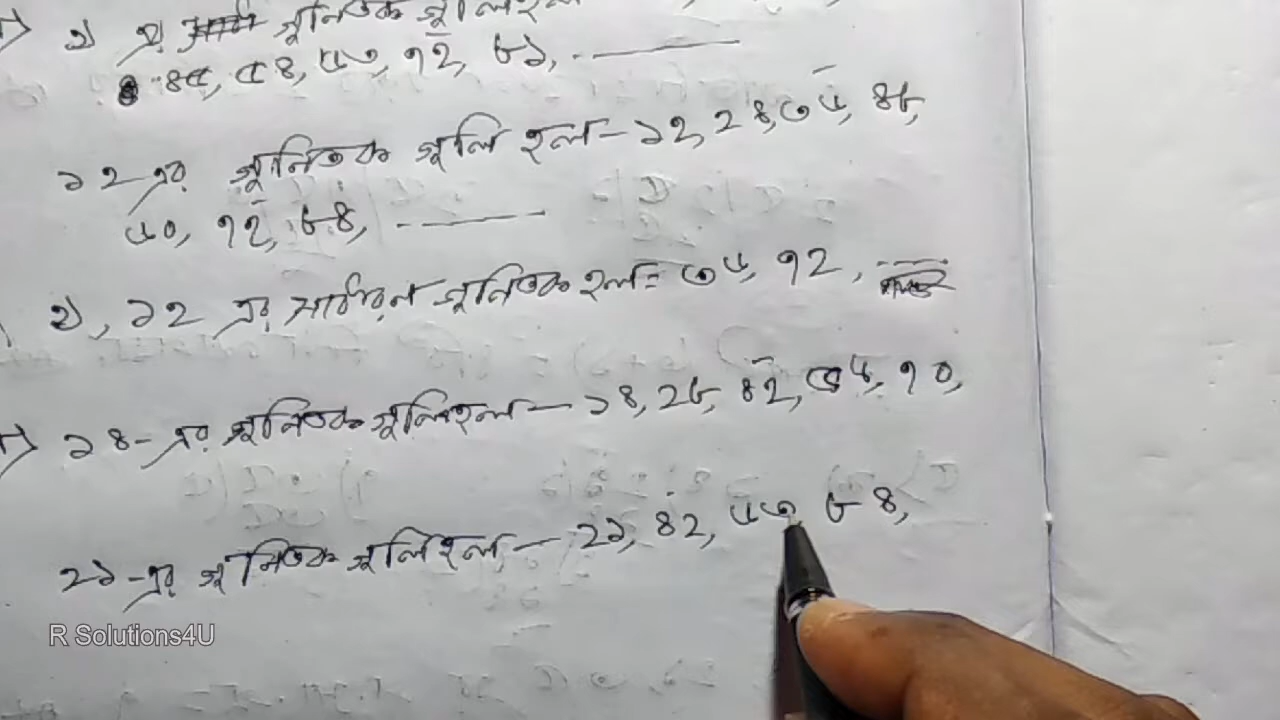 ৯ এর গুনিতক গুলিহল
৪৫, ৫৪, ৬৩, ৭২, ৮১,
১২ এর গুনিতক গুলি হল - ১২, ২৪, ৩৬, ৪৮,
৬০, ৭২, ৮৪,
৯, ১২ এর সাধারন গুনিতক হল = ৩৬, ৭২,
১৪ - এর গুনিতক গুলিহল - ১৪, ২৮, ৪২, ৫৬, ৭০,
২১ - এর গুনিতক গুলিহল - ২১, ৪২, ৬৩, ৮৪,
R Solutions4U